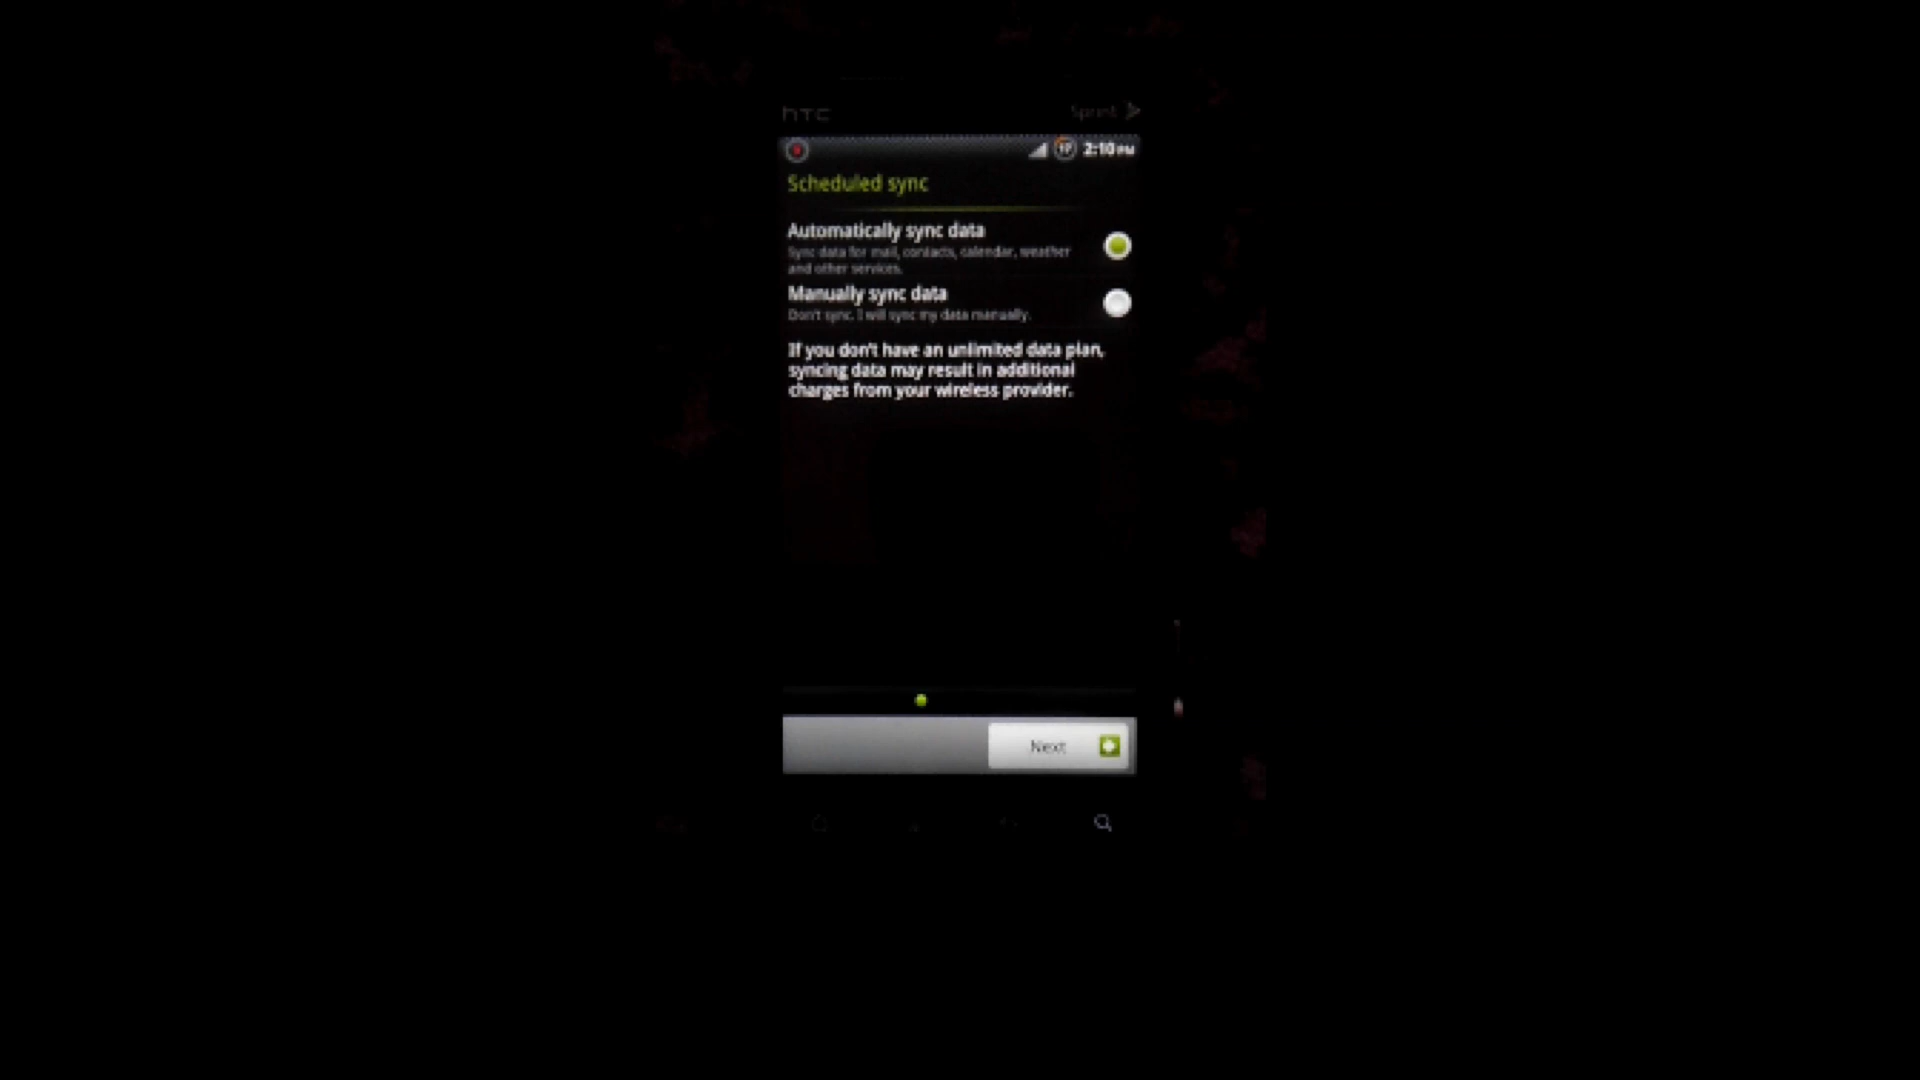 hTC
Sprint
2:10 PM
Scheduled sync
Automatically sync data
Sync data for mail, contacts, calendar, weather
and other services.
Manually sync data
Don't sync. I will sync my data manually.
If you don't have an unlimited data plan,
syncing data may result in additional
charges from your wireless provider.
Next